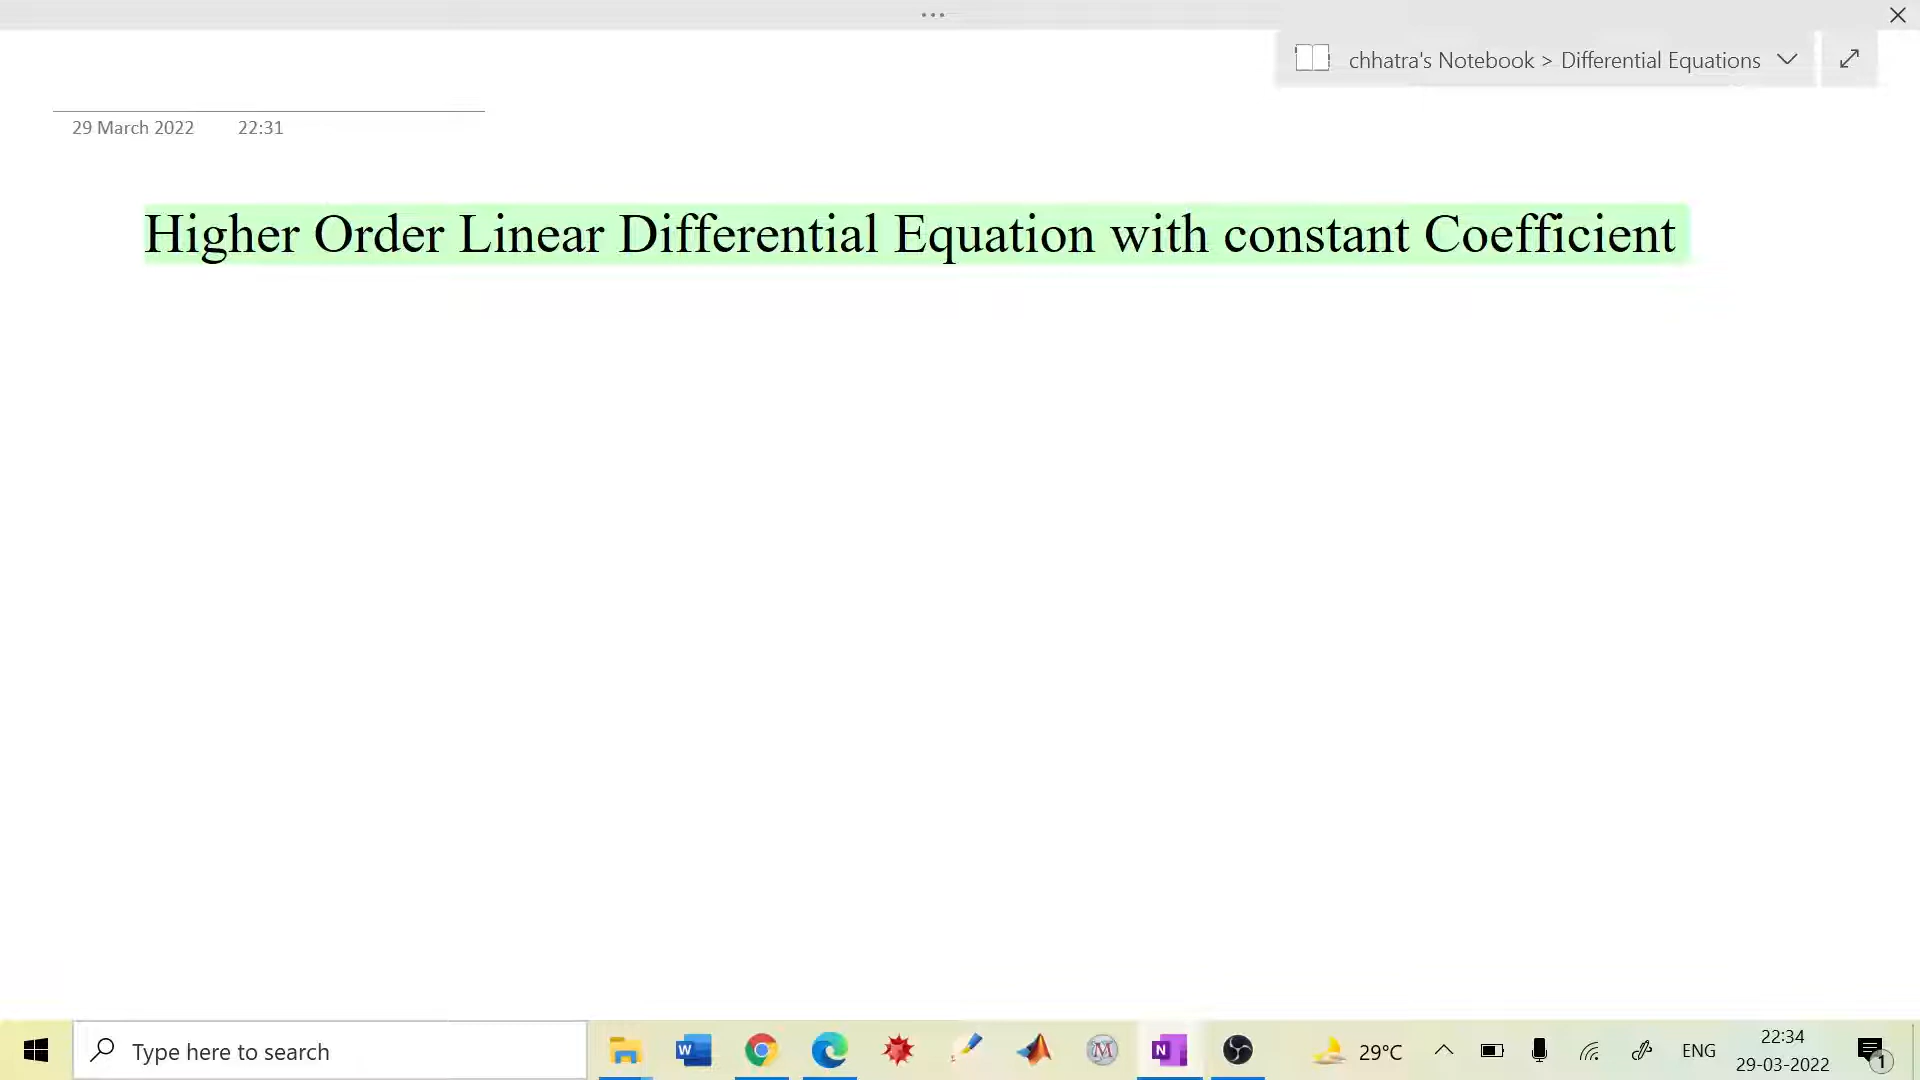 chhatra's Notebook > Differential Equations
29 March 2022 22:31
Higher Order Linear Differential Equation with constant Coefficient
Type here to search
29°C
ENG
22:34
29-03-2022
1